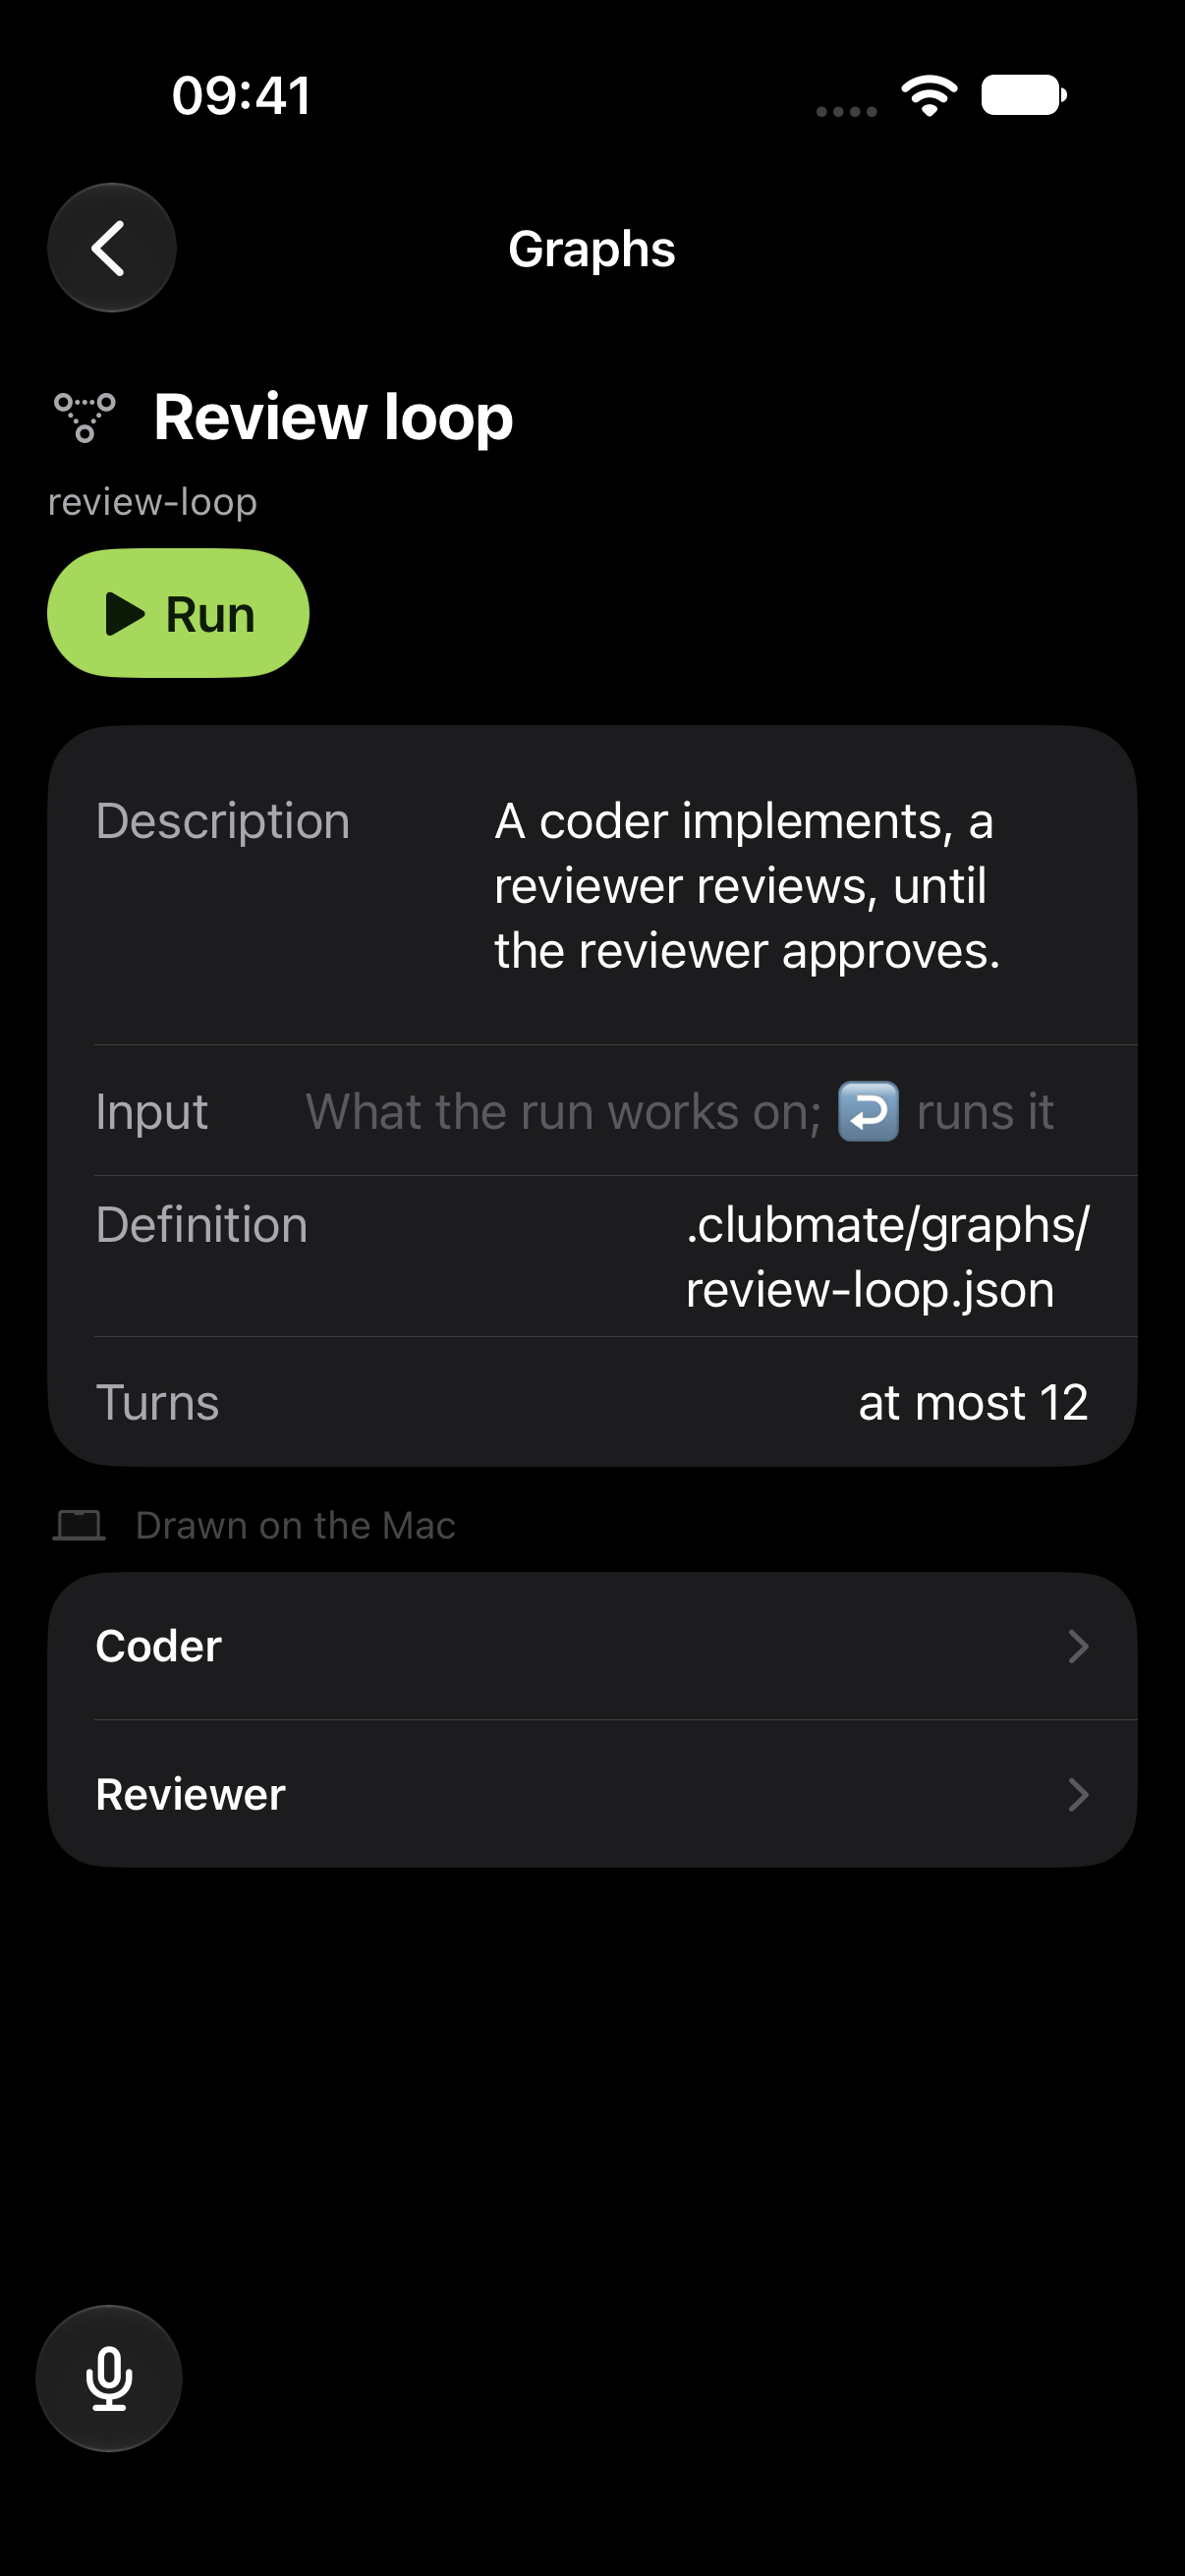 09:41
Graphs
Review loop
review-loop
Run
Description
A coder implements, a
reviewer reviews, until
the reviewer approves.
Input
What the run works on; ↩️ runs it
Definition
.clubmate/graphs/
review-loop.json
Turns
at most 12
Drawn on the Mac
Coder
Reviewer